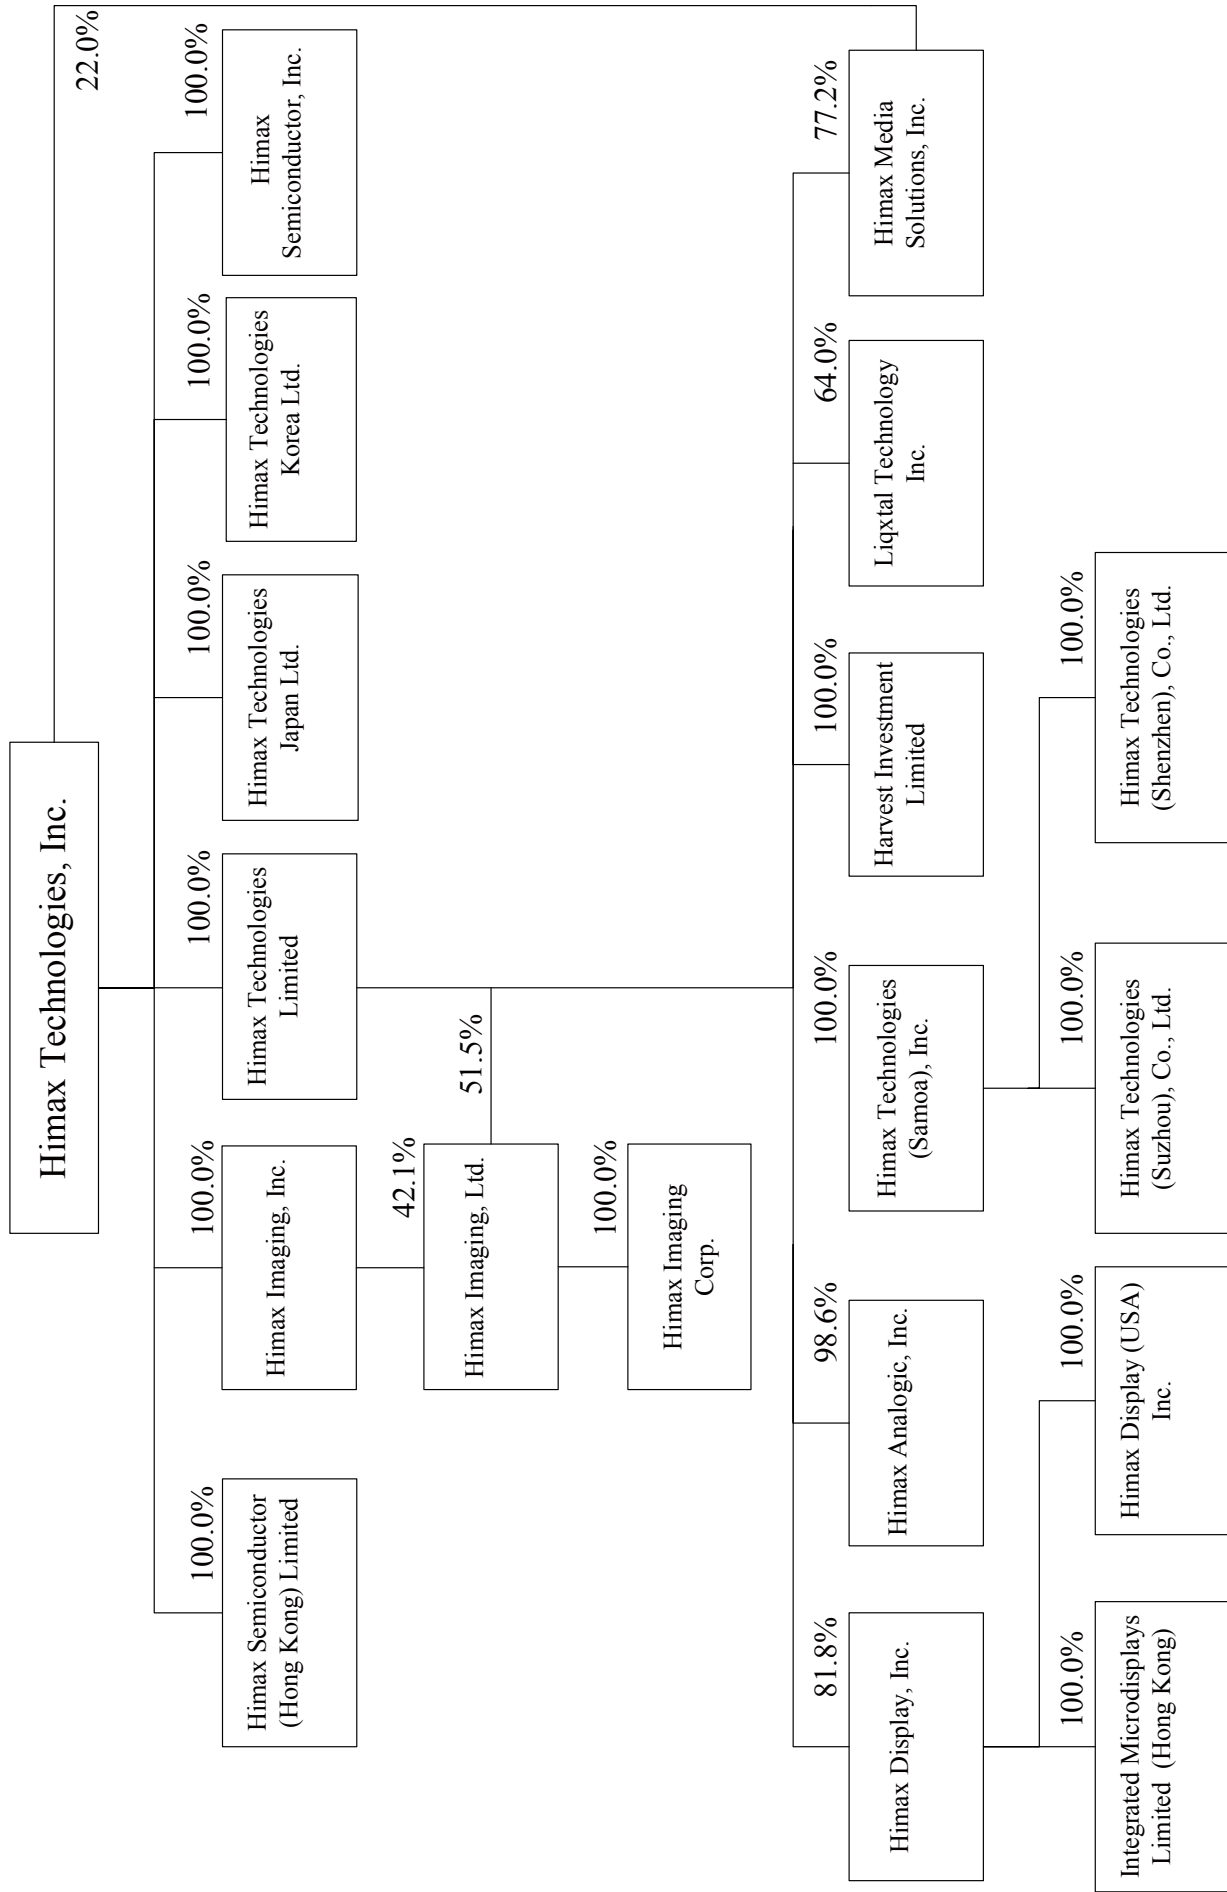 Himax Technologies, Inc.
22.0%
100.0%
Himax Semiconductor
(Hong Kong) Limited
100.0%
Himax Imaging, Inc.
100.0%
Himax Technologies
Limited
100.0%
Himax Technologies
Japan Ltd.
100.0%
Himax Technologies
Korea Ltd.
100.0%
Himax
Semiconductor, Inc.
42.1%
Himax Imaging, Ltd.
51.5%
100.0%
Himax Imaging
Corp.
81.8%
Himax Display, Inc.
98.6%
Himax Analogic, Inc.
100.0%
Himax Technologies
(Samoa), Inc.
100.0%
Harvest Investment
Limited
64.0%
Liqxtal Technology
Inc.
77.2%
Himax Media
Solutions, Inc.
100.0%
Integrated Microdisplays
Limited (Hong Kong)
100.0%
Himax Display (USA)
Inc.
100.0%
Himax Technologies
(Suzhou), Co., Ltd.
100.0%
Himax Technologies
(Shenzhen), Co., Ltd.